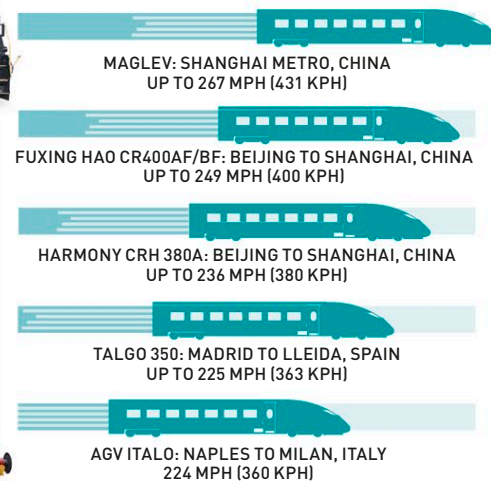 MAGLEV: SHANGHAI METRO, CHINA
UP TO 267 MPH (431 KPH)
FUXING HAO CR400AF/BF: BEIJING TO SHANGHAI, CHINA
UP TO 249 MPH (400 KPH)
HARMONY CRH 380A: BEIJING TO SHANGHAI, CHINA
UP TO 236 MPH (380 KPH)
TALGO 350: MADRID TO LLEIDA, SPAIN
UP TO 225 MPH (363 KPH)
AGV ITALO: NAPLES TO MILAN, ITALY
224 MPH (360 KPH)